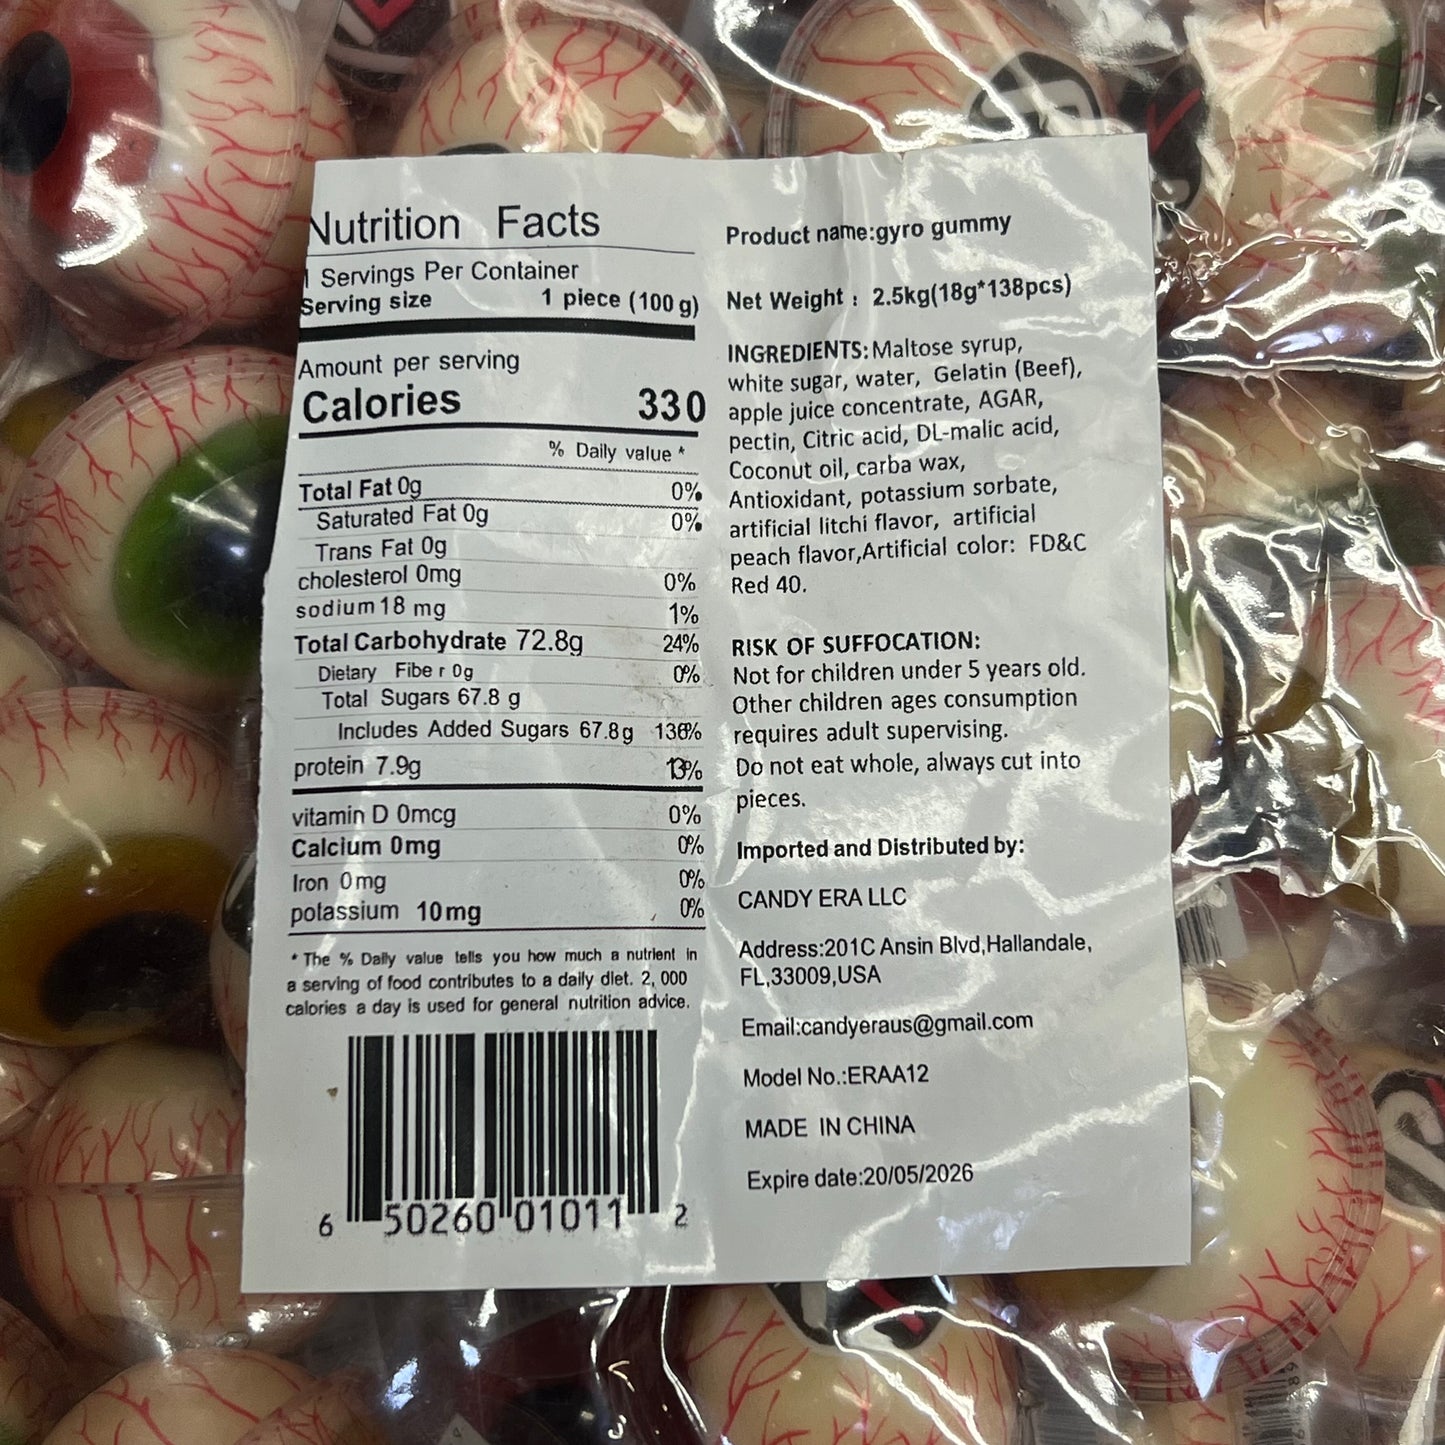 Nutrition Facts
1 Servings Per Container
Serving size 1 piece (100 g)
Amount per serving
Calories 330
% Daily value *
Total Fat 0g 0%
Saturated Fat 0g 0%
Trans Fat 0g
cholesterol 0mg 0%
sodium 18 mg 1%
Total Carbohydrate 72.8g 24%
Dietary Fibe r 0g 0%
Total Sugars 67.8 g
Includes Added Sugars 67.8g 136%
protein 7.9g 13%
vitamin D 0mcg 0%
Calcium 0mg 0%
Iron 0mg 0%
potassium 10mg 0%
* The % Daily value tells you how much a nutrient in
a serving of food contributes to a daily diet. 2, 000
calories a day is used for general nutrition advice.
6 50260 01011 2
Product name:gyro gummy
Net Weight : 2.5kg(18g*138pcs)
INGREDIENTS: Maltose syrup,
white sugar, water, Gelatin (Beef),
apple juice concentrate, AGAR,
pectin, Citric acid, DL-malic acid,
Coconut oil, carba wax,
Antioxidant, potassium sorbate,
artificial litchi flavor, artificial
peach flavor,Artificial color: FD&C
Red 40.
RISK OF SUFFOCATION:
Not for children under 5 years old.
Other children ages consumption
requires adult supervising.
Do not eat whole, always cut into
pieces.
Imported and Distributed by:
CANDY ERA LLC
Address:201C Ansin Blvd,Hallandale,
FL,33009,USA
Email:candyeraus@gmail.com
Model No.:ERAA12
MADE IN CHINA
Expire date:20/05/2026